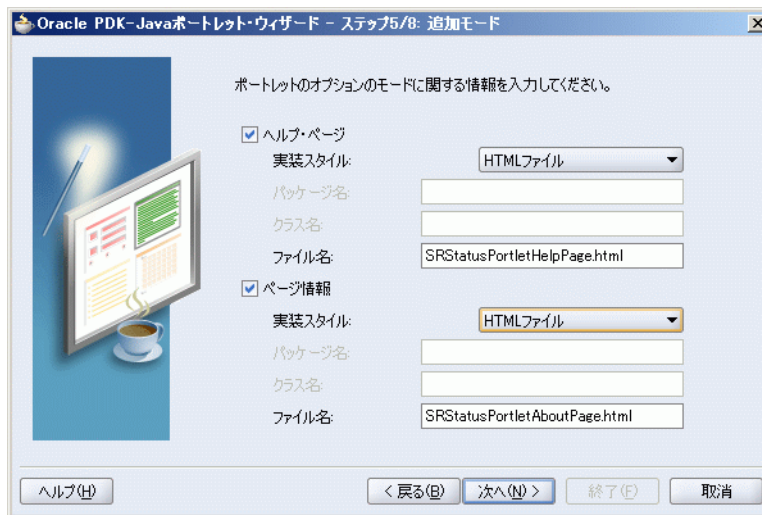 Oracle PDK-Javaポートレット・ウィザード - ステップ5/8: 追加モード
ポートレットのオプションのモードに関する情報を入力してください。
ヘルプ・ページ
実装スタイル: HTMLファイル
パッケージ名:
クラス名:
ファイル名: SRStatusPortletHelpPage.html
ページ情報
実装スタイル: HTMLファイル
パッケージ名:
クラス名:
ファイル名: SRStatusPortletAboutPage.html
ヘルプ(H) < 戻る(B) 次へ(N) > 終了(F) 取消